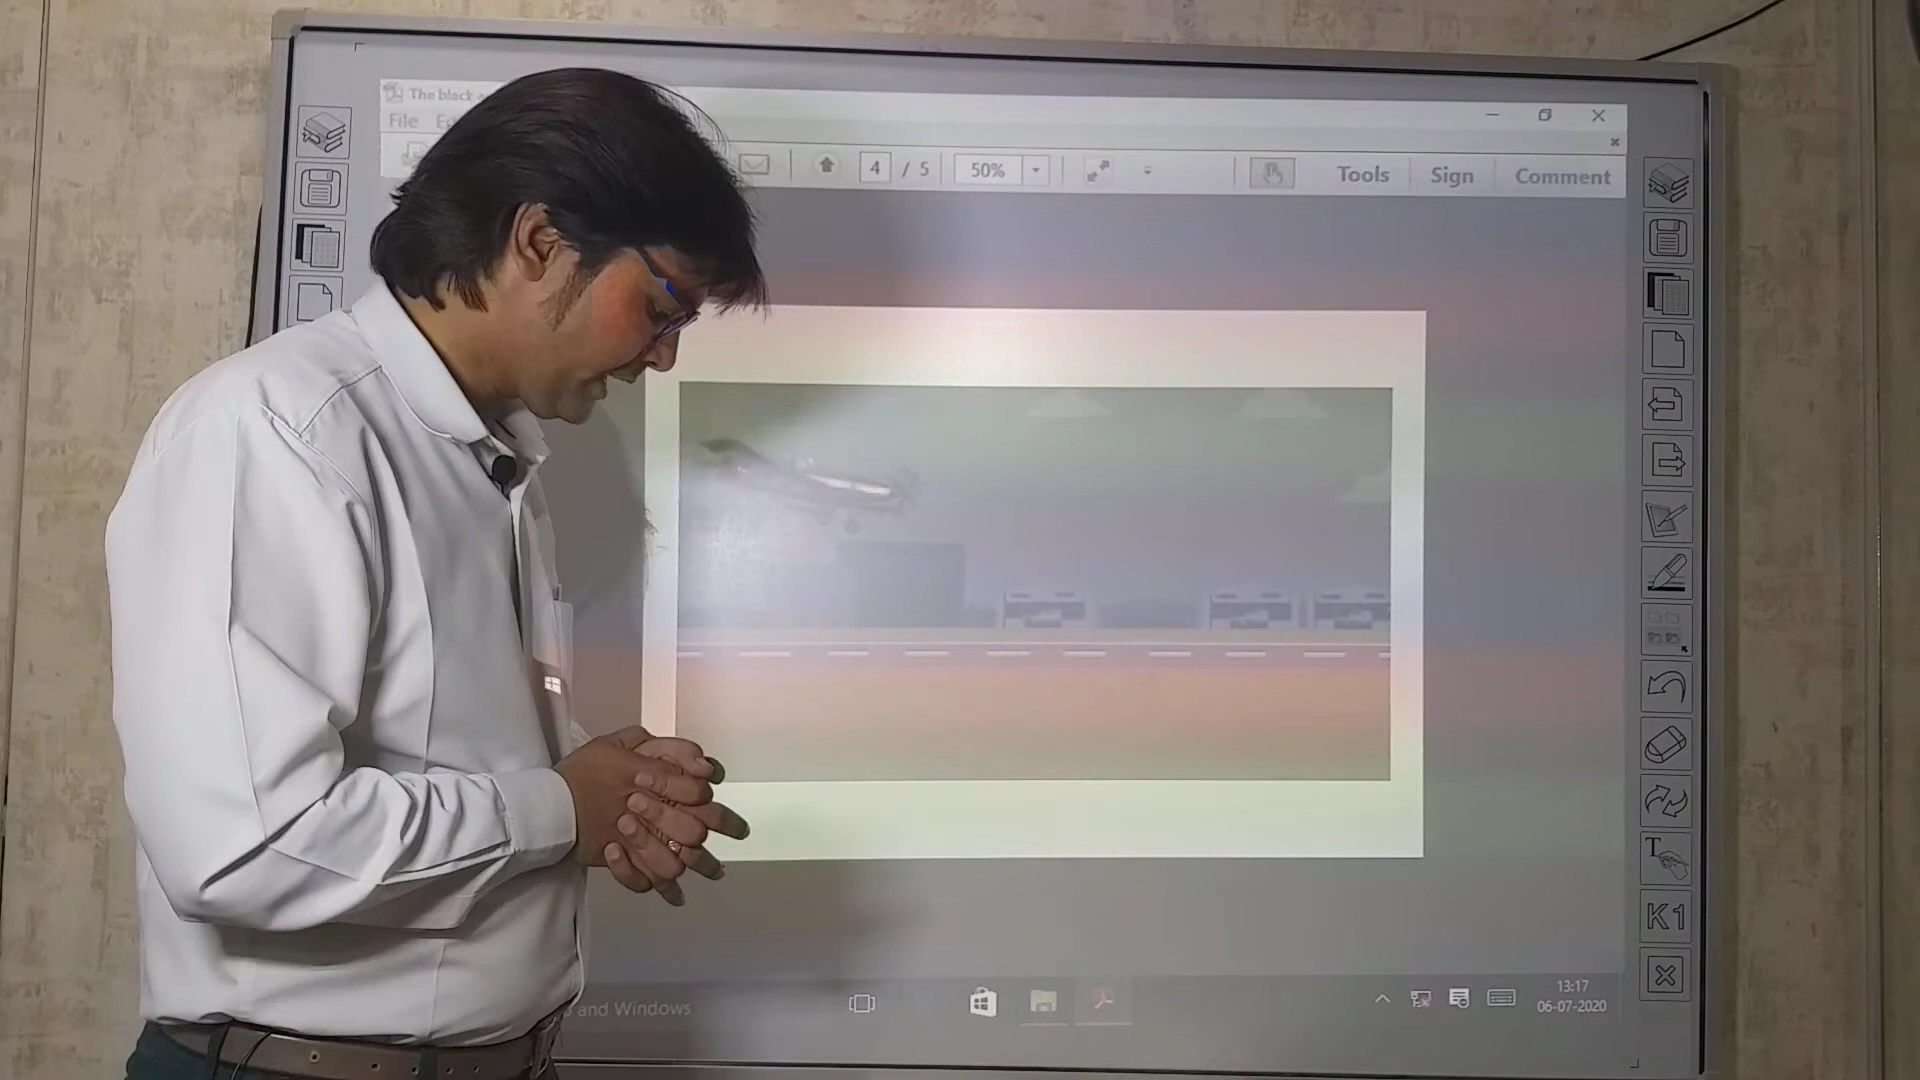 The black
File
4 / 5
50%
Tools
Sign
Comment
T
K1
and Windows
13:17
06-07-2020